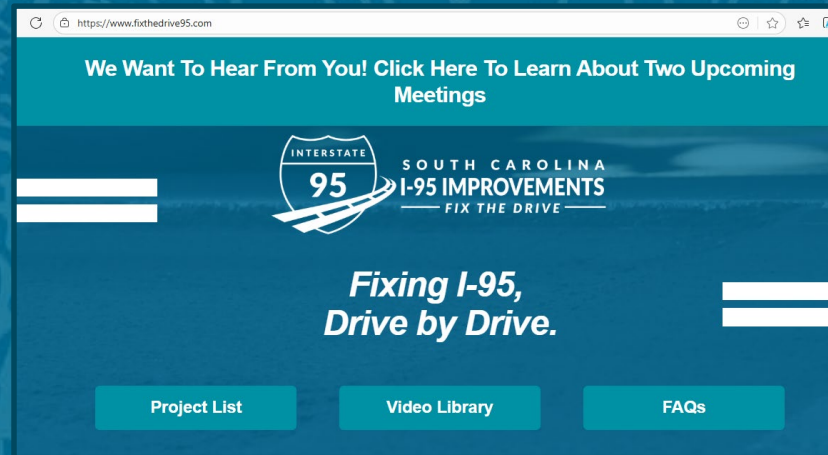 https://www.fixthedrive95.com
We Want To Hear From You! Click Here To Learn About Two Upcoming
Meetings
INTERSTATE
95
SOUTH CAROLINA
I-95 IMPROVEMENTS
FIX THE DRIVE
Fixing I-95,
Drive by Drive.
Project List
Video Library
FAQs